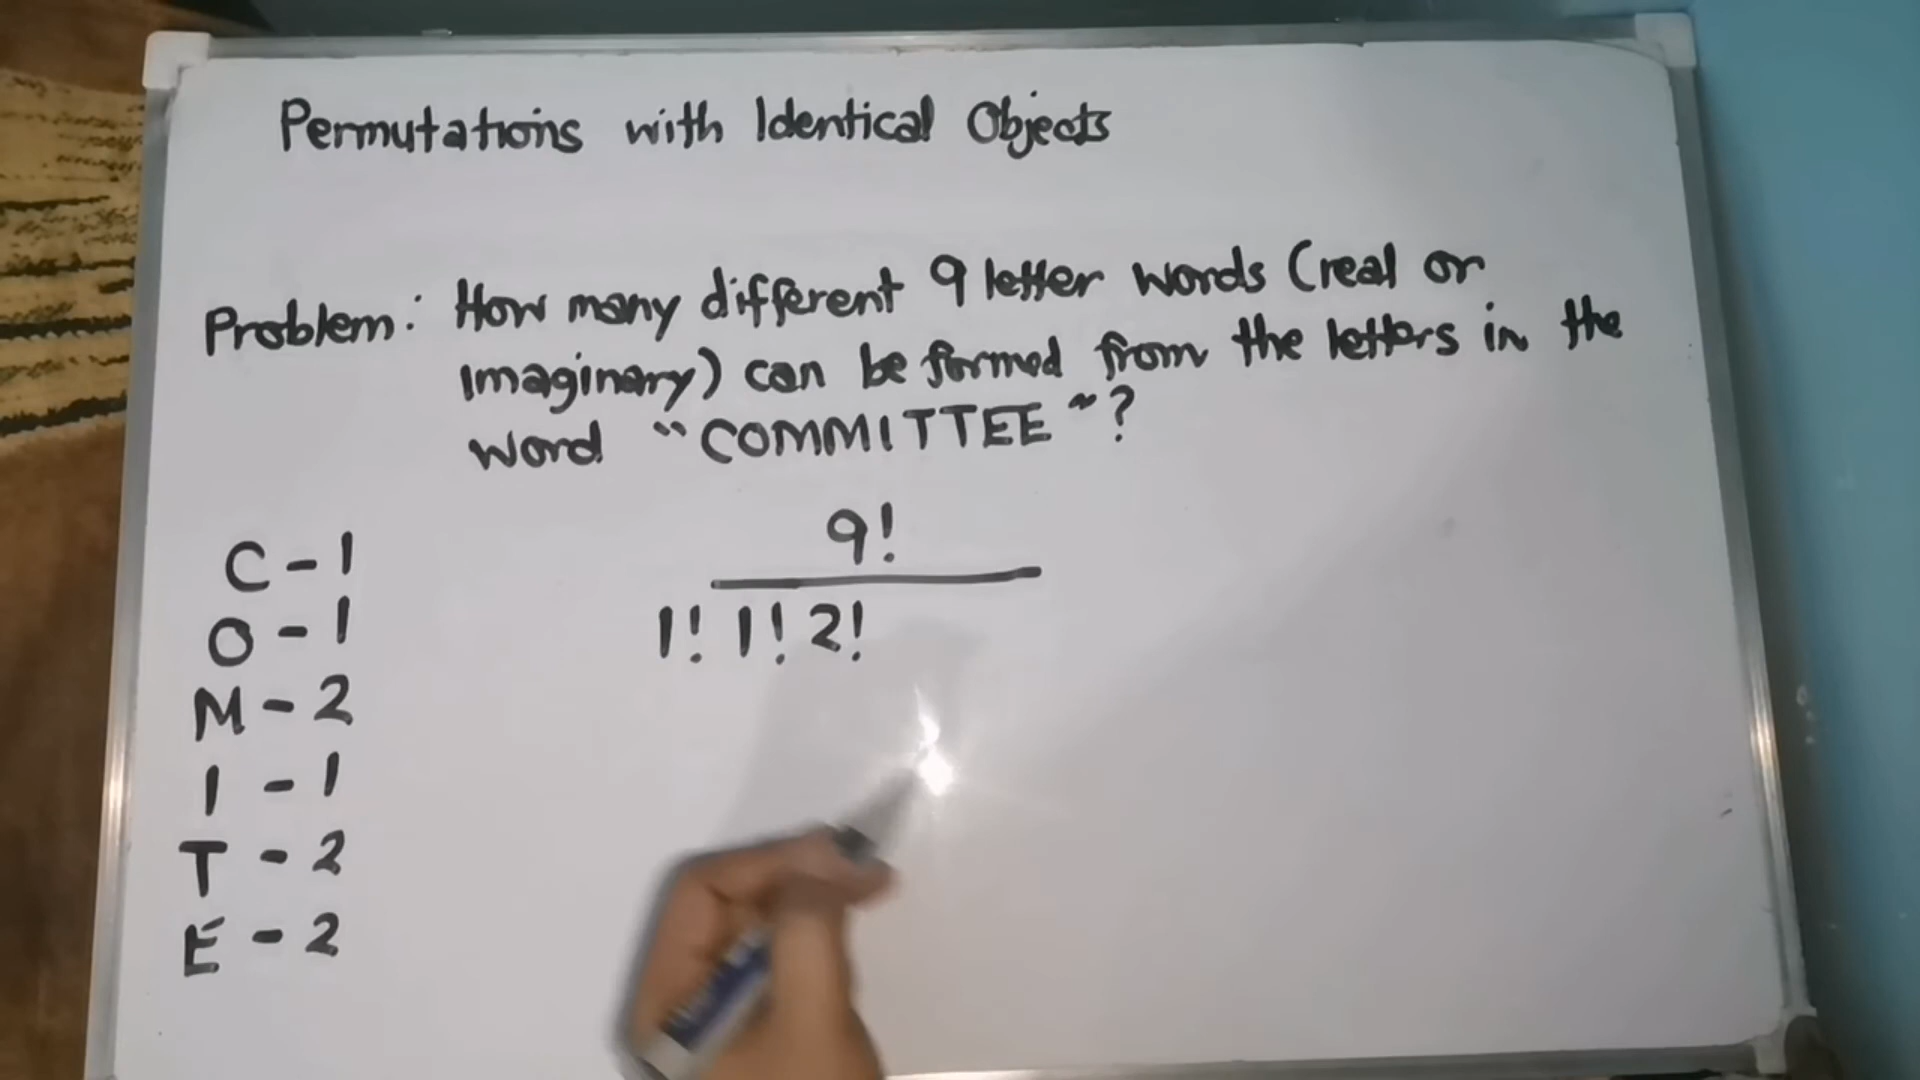 Permutations with Identical Objects
Problem: How many different 9 letter words (real or
imaginary) can be formed from the letters in the
word "COMMITTEE"?
9!
1! 1! 2!
C - 1
O - 1
M - 2
I - 1
T - 2
E - 2